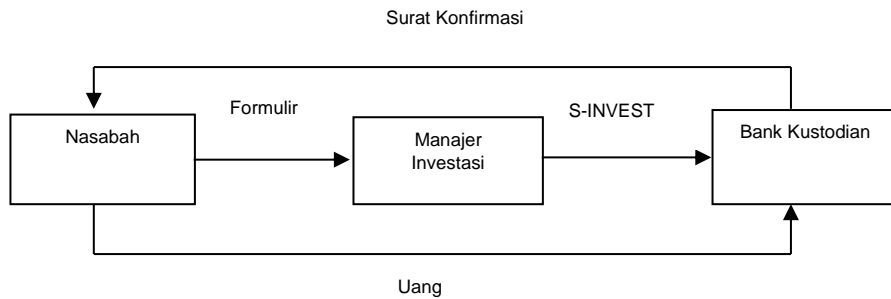 Surat Konfirmasi
Formulir
S-INVEST
Nasabah
Manajer
Investasi
Bank Kustodian
Uang